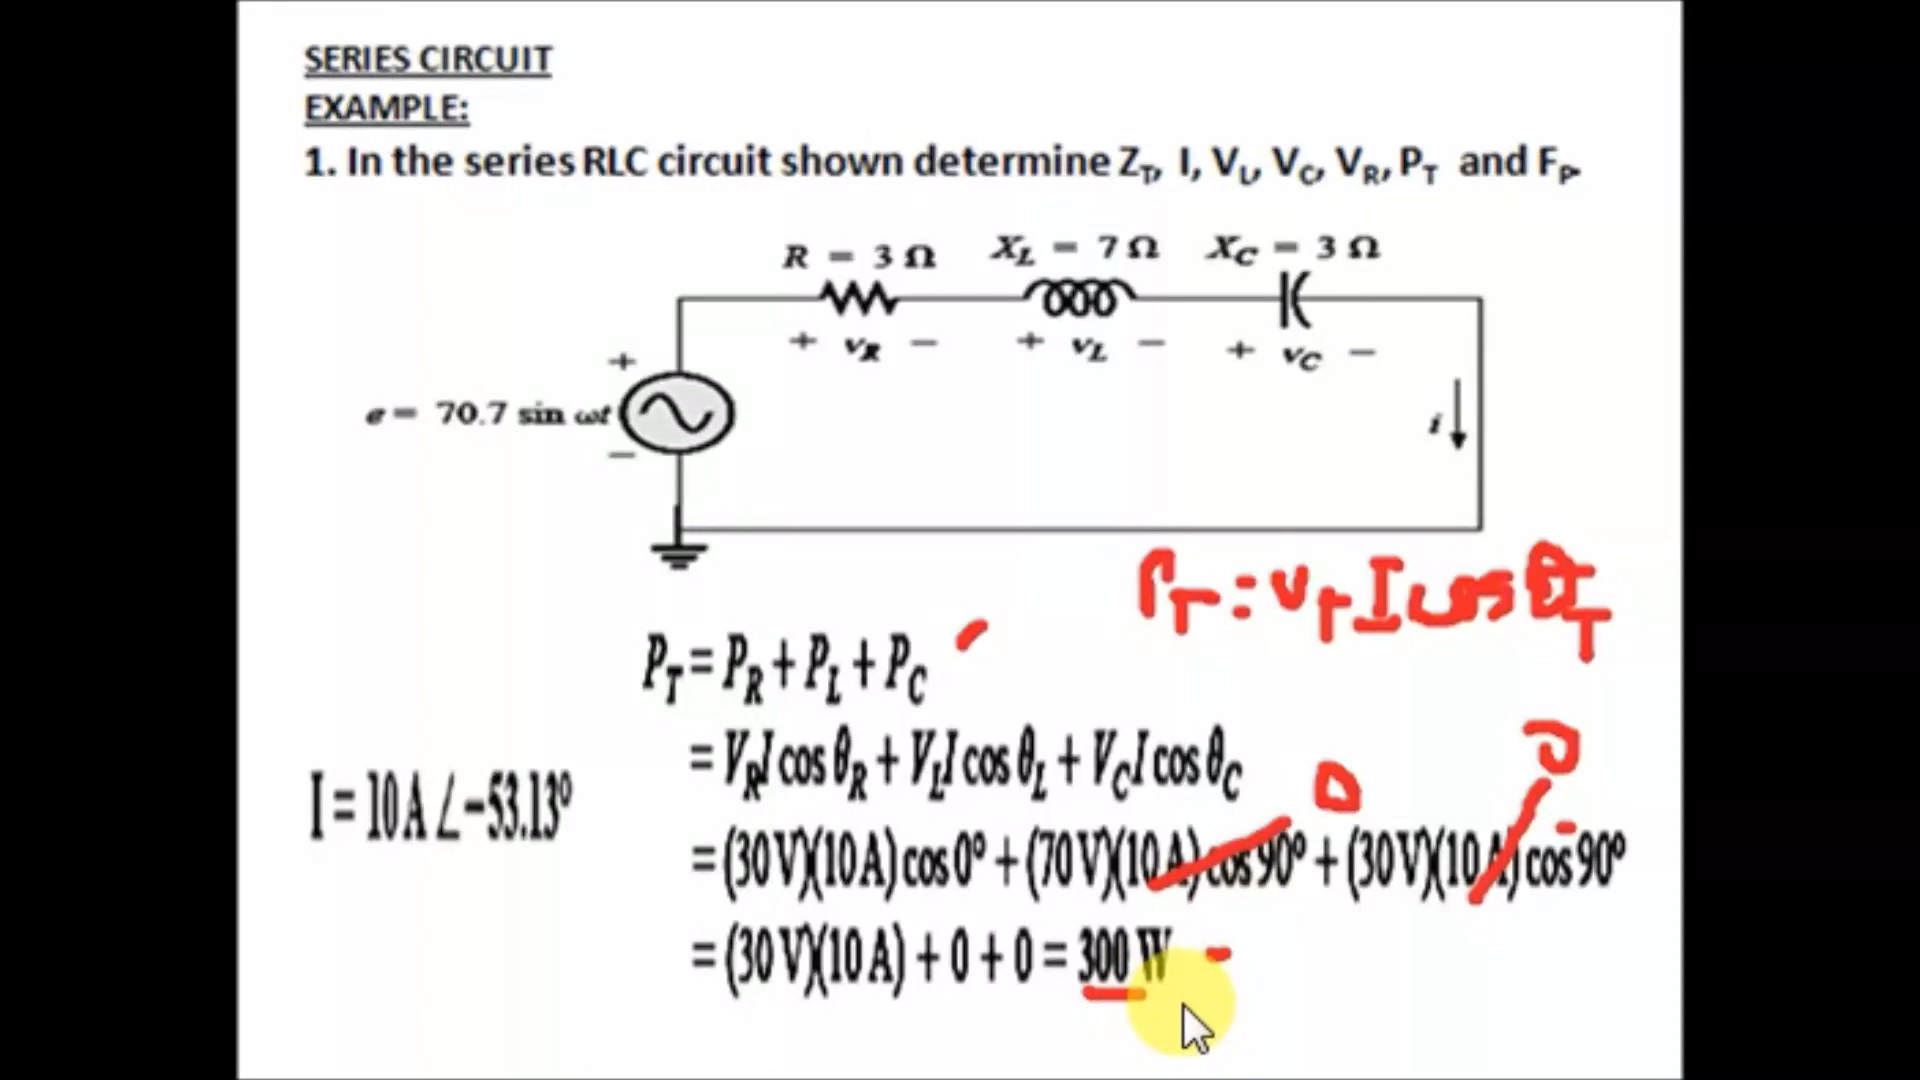 SERIES CIRCUIT
EXAMPLE:
1. In the series RLC circuit shown determine Z_T, I, V_L, V_C, V_R, P_T and F_P.
R = 3 Ω X_L = 7 Ω X_C = 3 Ω
+ v_R − + v_L − + v_C −
+
e = 70.7 sin ωt
−
i
P_T = V_T I cos θ_T
P_T = P_R + P_L + P_C
= V_R I cos θ_R + V_L I cos θ_L + V_C I cos θ_C
I = 10 A ∠−53.13°
0 0
= (30 V)(10 A) cos 0° + (70 V)(10 A) cos 90° + (30 V)(10 A) cos 90°
= (30 V)(10 A) + 0 + 0 = 300 W